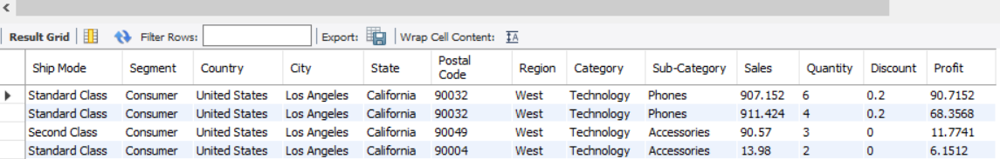 Result Grid Filter Rows: Export: Wrap Cell Content: IA
Ship Mode Segment Country City State Postal Code Region Category Sub-Category Sales Quantity Discount Profit
Standard Class Consumer United States Los Angeles California 90032 West Technology Phones 907.152 6 0.2 90.7152
Standard Class Consumer United States Los Angeles California 90032 West Technology Phones 911.424 4 0.2 68.3568
Second Class Consumer United States Los Angeles California 90049 West Technology Accessories 90.57 3 0 11.7741
Standard Class Consumer United States Los Angeles California 90004 West Technology Accessories 13.98 2 0 6.1512